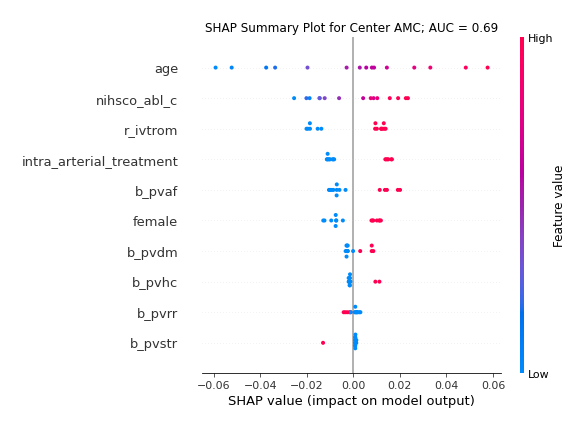 SHAP Summary Plot for Center AMC; AUC = 0.69
High
age
nihsco_abl_c
r_ivtrom
intra_arterial_treatment
b_pvaf
female
b_pvdm
b_pvhc
b_pvrr
b_pvstr
Feature value
Low
−0.06 −0.04 −0.02 0.00 0.02 0.04 0.06
SHAP value (impact on model output)